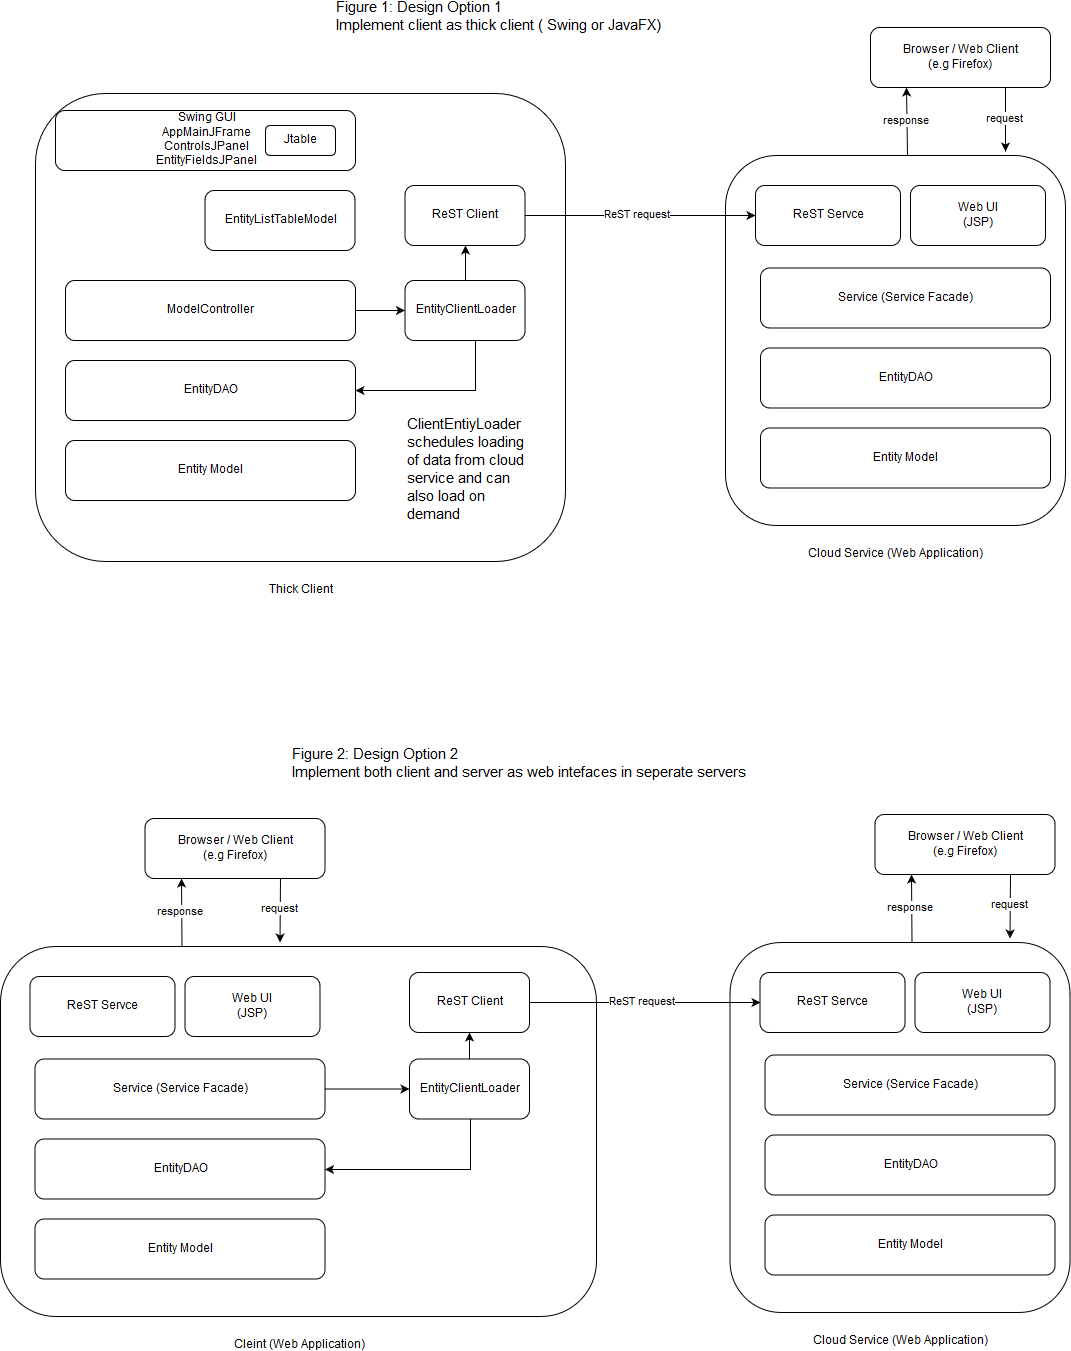 Figure 1: Design Option 1
Implement client as thick client ( Swing or JavaFX)
Browser / Web Client
(e.g Firefox)
response
request
Swing GUI
AppMainJFrame
ControlsJPanel
EntityFieldsJPanel
Jtable
EntityListTableModel
ReST Client
ReST request
ReST Servce
Web UI
(JSP)
ModelController
EntityClientLoader
Service (Service Facade)
EntityDAO
EntityDAO
ClientEntiyLoader
schedules loading
of data from cloud
service and can
also load on
demand
Entity Model
Entity Model
Cloud Service (Web Application)
Thick Client
Figure 2: Design Option 2
Implement both client and server as web intefaces in seperate servers
Browser / Web Client
(e.g Firefox)
Browser / Web Client
(e.g Firefox)
response
request
response
request
ReST Servce
Web UI
(JSP)
ReST Client
ReST request
ReST Servce
Web UI
(JSP)
Service (Service Facade)
EntityClientLoader
Service (Service Facade)
EntityDAO
EntityDAO
Entity Model
Entity Model
Cleint (Web Application)
Cloud Service (Web Application)